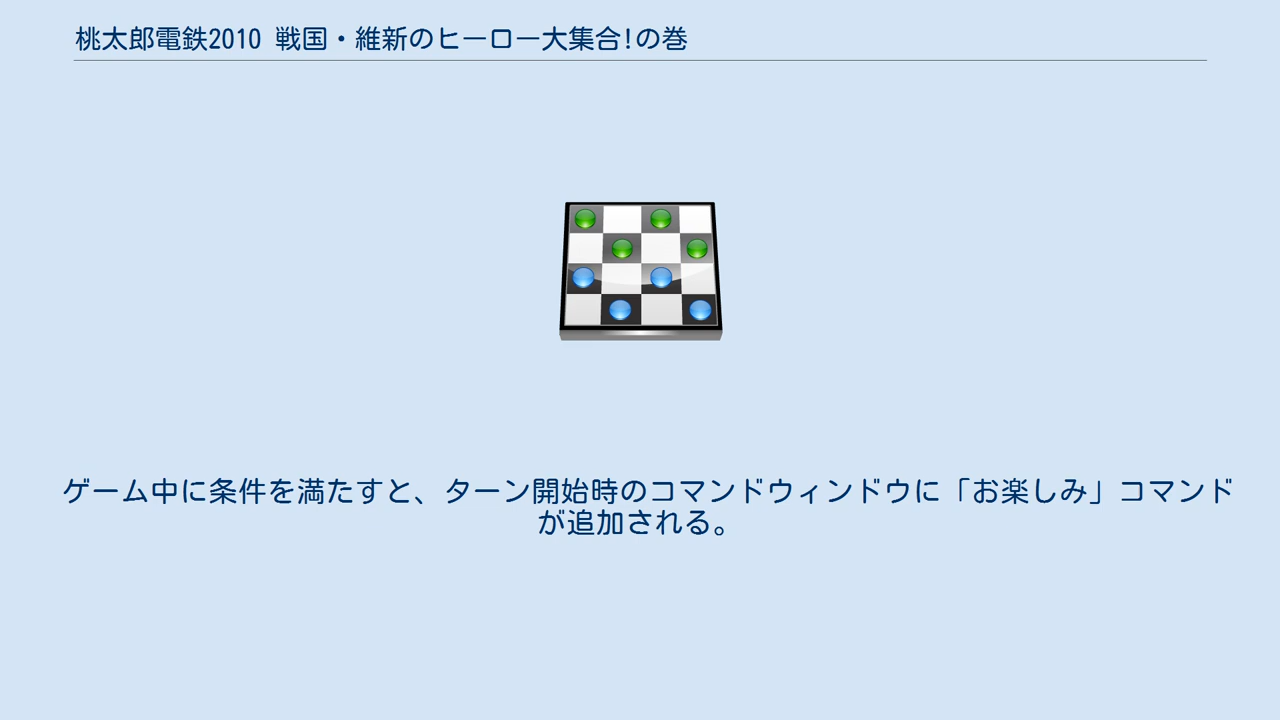 桃太郎電鉄2010 戦国・維新のヒーロー大集合!の巻
ゲーム中に条件を満たすと、ターン開始時のコマンドウィンドウに「お楽しみ」コマンド
が追加される。